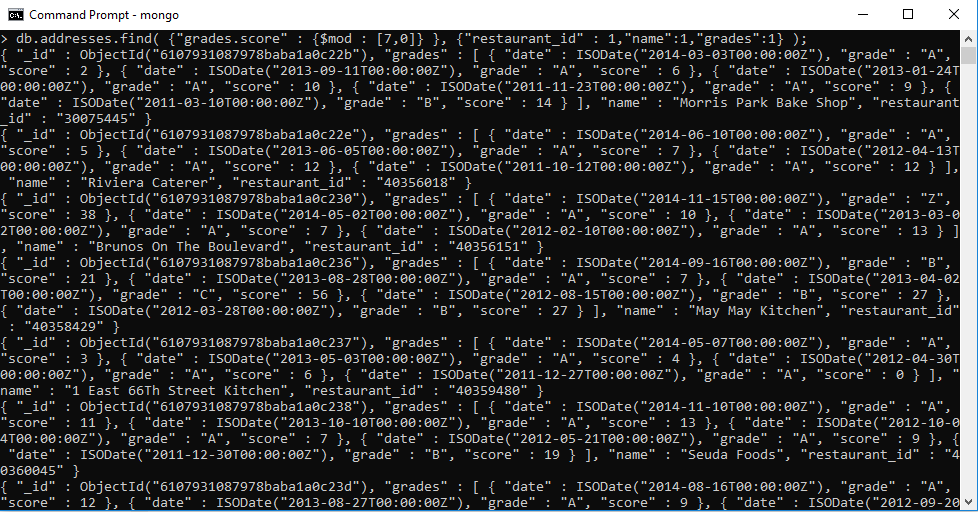 Command Prompt - mongo
> db.addresses.find( {"grades.score" : {$mod : [7,0]} }, {"restaurant_id" : 1,"name":1,"grades":1} );
{ "_id" : ObjectId("6107931087978baba1a0c22b"), "grades" : [ { "date" : ISODate("2014-03-03T00:00:00Z"), "grade" : "A",
"score" : 2 }, { "date" : ISODate("2013-09-11T00:00:00Z"), "grade" : "A", "score" : 6 }, { "date" : ISODate("2013-01-24T
00:00:00Z"), "grade" : "A", "score" : 10 }, { "date" : ISODate("2011-11-23T00:00:00Z"), "grade" : "A", "score" : 9 }, {
"date" : ISODate("2011-03-10T00:00:00Z"), "grade" : "B", "score" : 14 } ], "name" : "Morris Park Bake Shop", "restaurant
_id" : "30075445" }
{ "_id" : ObjectId("6107931087978baba1a0c22e"), "grades" : [ { "date" : ISODate("2014-06-10T00:00:00Z"), "grade" : "A",
"score" : 5 }, { "date" : ISODate("2013-06-05T00:00:00Z"), "grade" : "A", "score" : 7 }, { "date" : ISODate("2012-04-13T
00:00:00Z"), "grade" : "A", "score" : 12 }, { "date" : ISODate("2011-10-12T00:00:00Z"), "grade" : "A", "score" : 12 } ],
"name" : "Riviera Caterer", "restaurant_id" : "40356018" }
{ "_id" : ObjectId("6107931087978baba1a0c230"), "grades" : [ { "date" : ISODate("2014-11-15T00:00:00Z"), "grade" : "Z",
"score" : 38 }, { "date" : ISODate("2014-05-02T00:00:00Z"), "grade" : "A", "score" : 10 }, { "date" : ISODate("2013-03-0
2T00:00:00Z"), "grade" : "A", "score" : 7 }, { "date" : ISODate("2012-02-10T00:00:00Z"), "grade" : "A", "score" : 13 } ]
, "name" : "Brunos On The Boulevard", "restaurant_id" : "40356151" }
{ "_id" : ObjectId("6107931087978baba1a0c236"), "grades" : [ { "date" : ISODate("2014-09-16T00:00:00Z"), "grade" : "B",
"score" : 21 }, { "date" : ISODate("2013-08-28T00:00:00Z"), "grade" : "A", "score" : 7 }, { "date" : ISODate("2013-04-02
T00:00:00Z"), "grade" : "C", "score" : 56 }, { "date" : ISODate("2012-08-15T00:00:00Z"), "grade" : "B", "score" : 27 },
{ "date" : ISODate("2012-03-28T00:00:00Z"), "grade" : "B", "score" : 27 } ], "name" : "May May Kitchen", "restaurant_id"
: "40358429" }
{ "_id" : ObjectId("6107931087978baba1a0c237"), "grades" : [ { "date" : ISODate("2014-05-07T00:00:00Z"), "grade" : "A",
"score" : 3 }, { "date" : ISODate("2013-05-03T00:00:00Z"), "grade" : "A", "score" : 4 }, { "date" : ISODate("2012-04-30T
00:00:00Z"), "grade" : "A", "score" : 6 }, { "date" : ISODate("2011-12-27T00:00:00Z"), "grade" : "A", "score" : 0 } ], "
name" : "1 East 66Th Street Kitchen", "restaurant_id" : "40359480" }
{ "_id" : ObjectId("6107931087978baba1a0c238"), "grades" : [ { "date" : ISODate("2014-11-10T00:00:00Z"), "grade" : "A",
"score" : 11 }, { "date" : ISODate("2013-10-10T00:00:00Z"), "grade" : "A", "score" : 13 }, { "date" : ISODate("2012-10-0
4T00:00:00Z"), "grade" : "A", "score" : 7 }, { "date" : ISODate("2012-05-21T00:00:00Z"), "grade" : "A", "score" : 9 }, {
"date" : ISODate("2011-12-30T00:00:00Z"), "grade" : "B", "score" : 19 } ], "name" : "Seuda Foods", "restaurant_id" : "4
0360045" }
{ "_id" : ObjectId("6107931087978baba1a0c23d"), "grades" : [ { "date" : ISODate("2014-08-16T00:00:00Z"), "grade" : "A",
"score" : 12 }, { "date" : ISODate("2013-08-27T00:00:00Z"), "grade" : "A", "score" : 9 }, { "date" : ISODate("2012-09-20